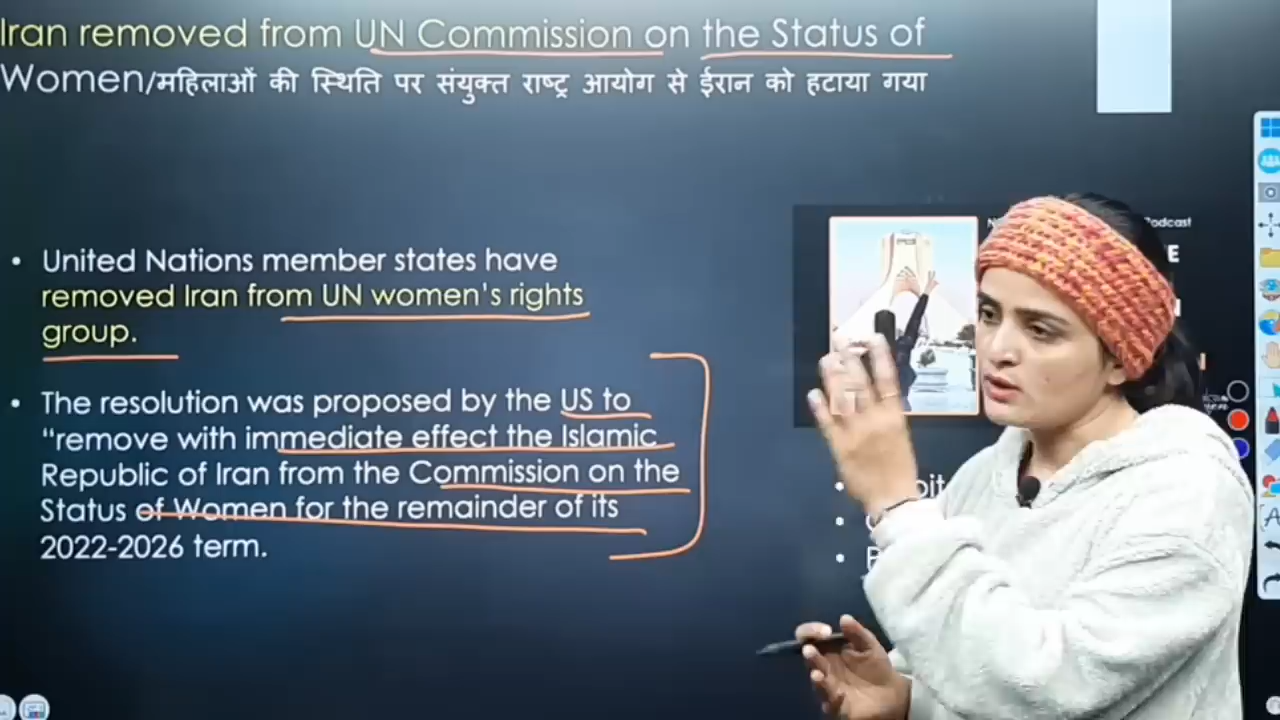 Iran removed from UN Commission on the Status of
Women/महिलाओं की स्थिति पर संयुक्त राष्ट्र आयोग से ईरान को हटाया गया
• United Nations member states have
removed Iran from UN women's rights
group.
• The resolution was proposed by the US to
“remove with immediate effect the Islamic
Republic of Iran from the Commission on the
Status of Women for the remainder of its
2022-2026 term.